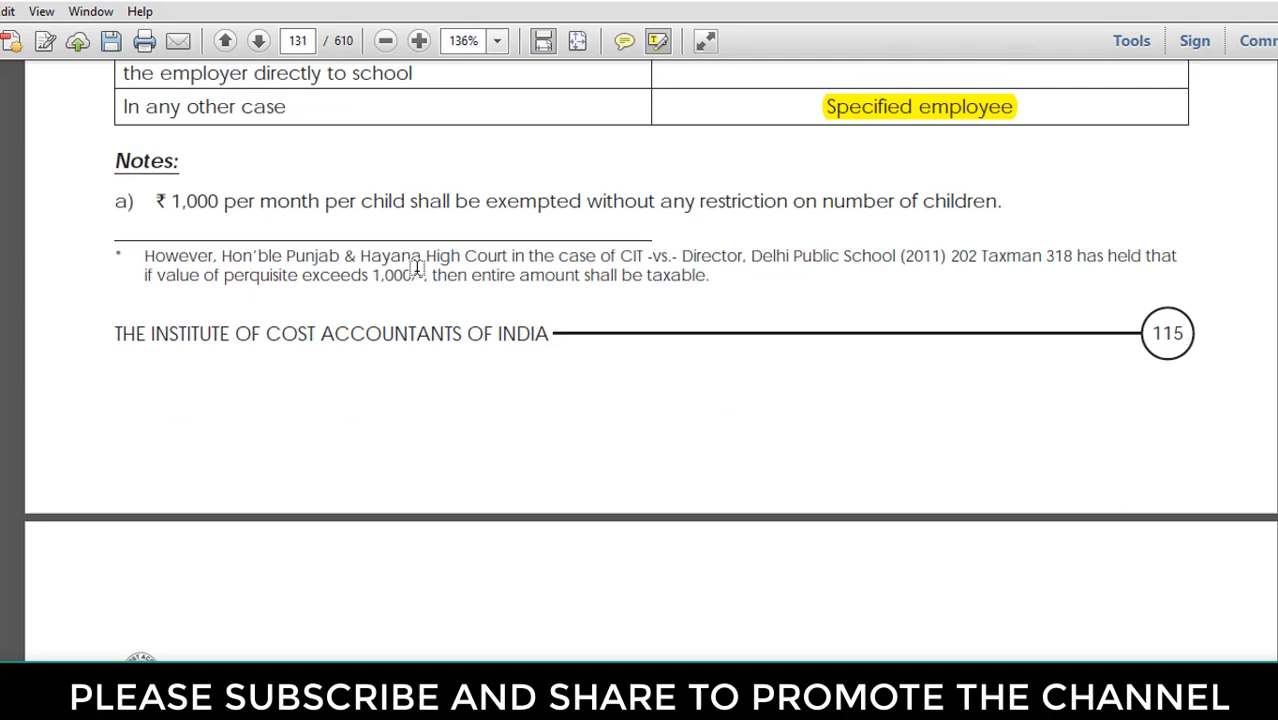 dit View Window Help
131 / 610 136% Tools Sign Comm
the employer directly to school
In any other case Specified employee
Notes:
a) ₹ 1,000 per month per child shall be exempted without any restriction on number of children.
* However, Hon'ble Punjab & Hayana High Court in the case of CIT -vs.- Director, Delhi Public School (2011) 202 Taxman 318 has held that
if value of perquisite exceeds 1,000/-, then entire amount shall be taxable.
THE INSTITUTE OF COST ACCOUNTANTS OF INDIA 115
PLEASE SUBSCRIBE AND SHARE TO PROMOTE THE CHANNEL